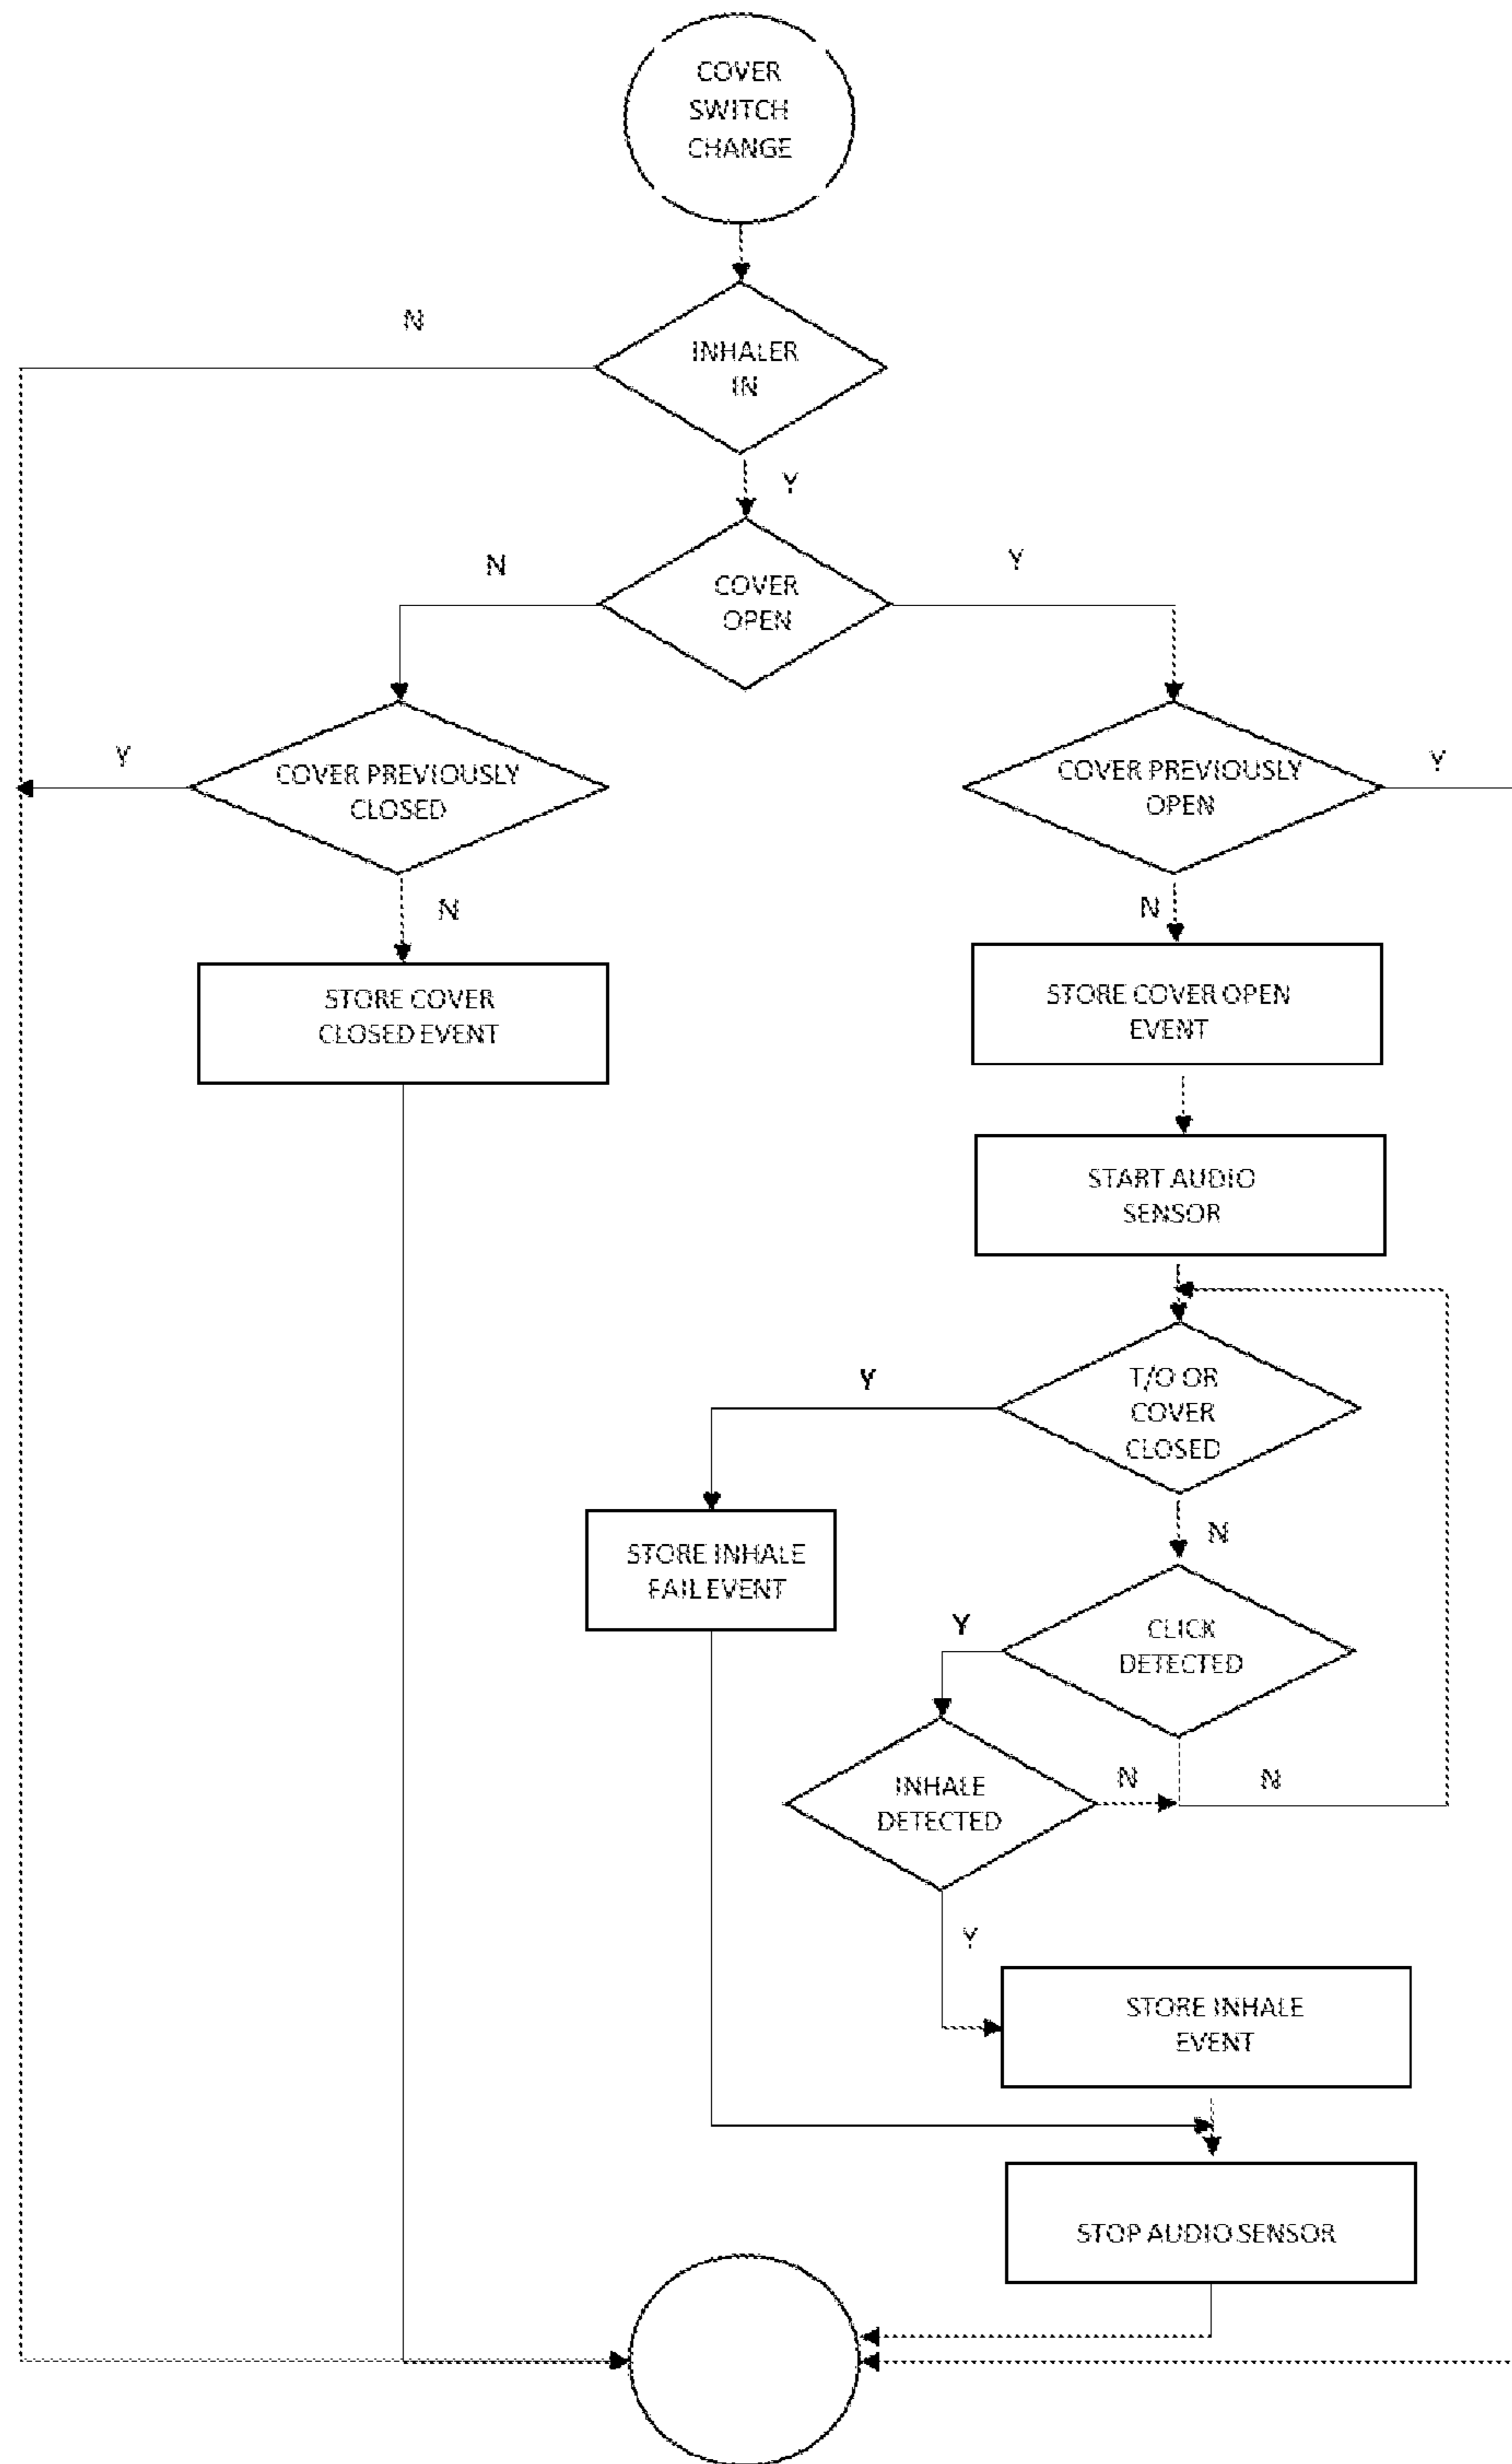 COVER
SWITCH
CHANGE
N
INHALER
IN
Y
N
Y
COVER
OPEN
Y
COVER PREVIOUSLY
CLOSED
COVER PREVIOUSLY
OPEN
Y
N
N
STORE COVER
CLOSED EVENT
STORE COVER OPEN
EVENT
START AUDIO
SENSOR
Y
T/O OR
COVER
CLOSED
N
STORE INHALE
FAIL EVENT
Y
CLICK
DETECTED
INHALE
DETECTED
N
N
Y
STORE INHALE
EVENT
STOP AUDIO SENSOR